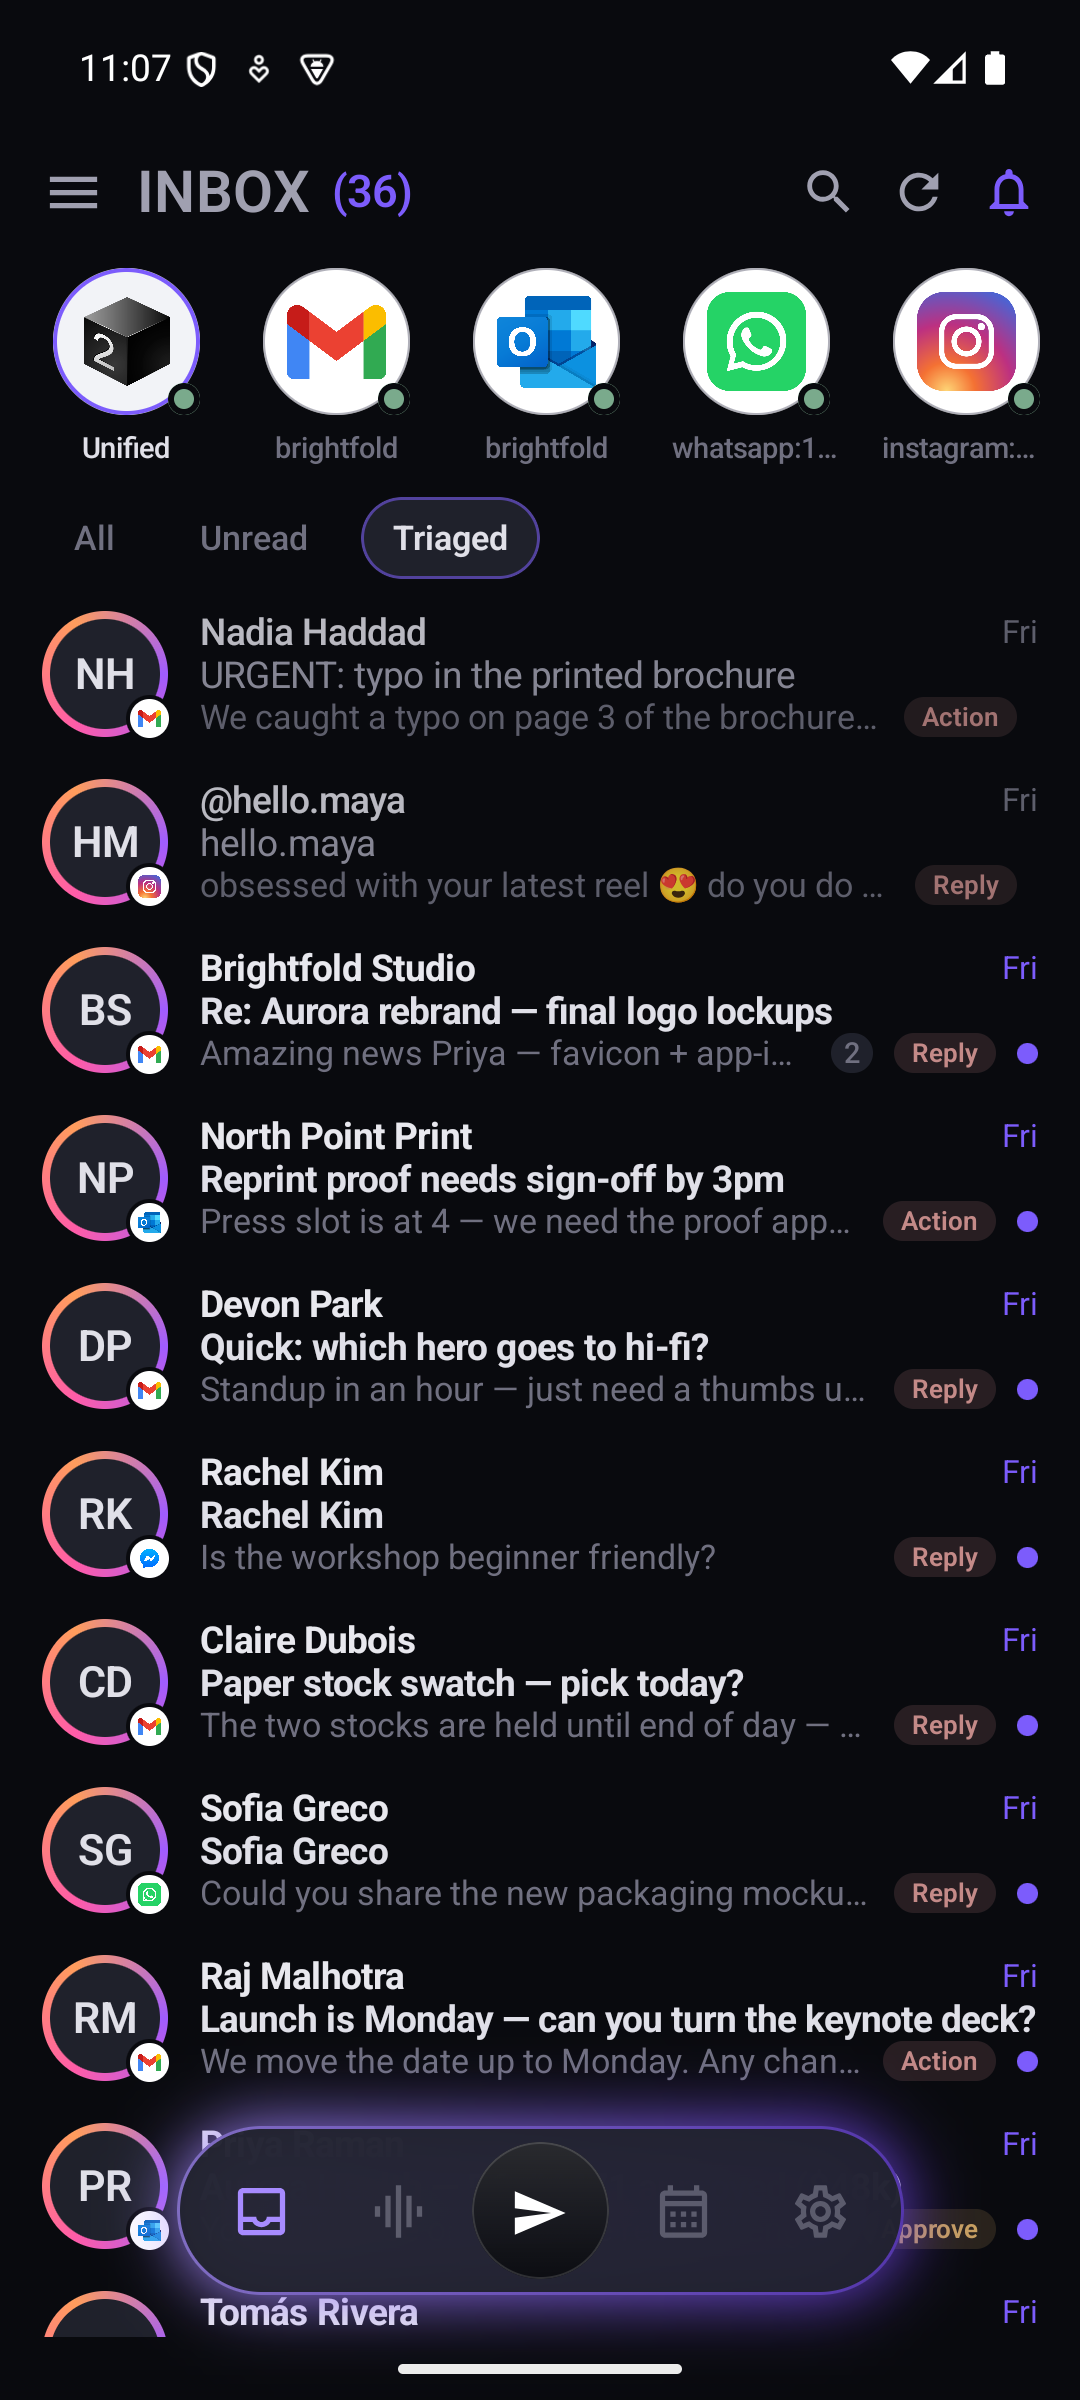 11:07
INBOX (36)
Unified
brightfold
brightfold
whatsapp:1...
instagram:...
All
Unread
Triaged
NH
Nadia Haddad
Fri
URGENT: typo in the printed brochure
We caught a typo on page 3 of the brochure...
Action
HM
@hello.maya
Fri
hello.maya
obsessed with your latest reel 😍 do you do ...
Reply
BS
Brightfold Studio
Fri
Re: Aurora rebrand — final logo lockups
Amazing news Priya — favicon + app-i...
2
Reply
NP
North Point Print
Fri
Reprint proof needs sign-off by 3pm
Press slot is at 4 — we need the proof app...
Action
DP
Devon Park
Fri
Quick: which hero goes to hi-fi?
Standup in an hour — just need a thumbs u...
Reply
RK
Rachel Kim
Fri
Rachel Kim
Is the workshop beginner friendly?
Reply
CD
Claire Dubois
Fri
Paper stock swatch — pick today?
The two stocks are held until end of day — ...
Reply
SG
Sofia Greco
Fri
Sofia Greco
Could you share the new packaging mocku...
Reply
RM
Raj Malhotra
Fri
Launch is Monday — can you turn the keynote deck?
We move the date up to Monday. Any chan...
Action
PR
Fri
Tomás Rivera
Fri